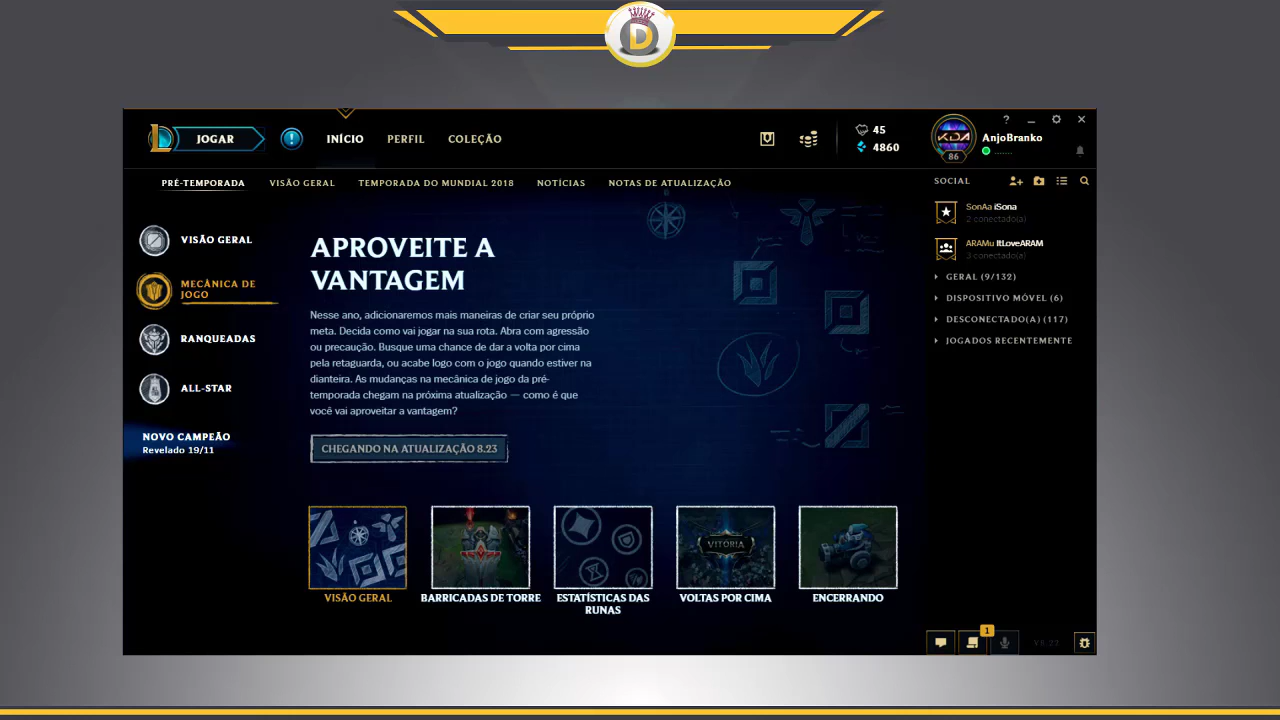 D
JOGAR
INÍCIO
PERFIL
COLEÇÃO
45
4860
?
KDA
86
AnjoBranko
PRÉ-TEMPORADA
VISÃO GERAL
TEMPORADA DO MUNDIAL 2018
NOTÍCIAS
NOTAS DE ATUALIZAÇÃO
SOCIAL
SonAa iSona
2 conectado(a)
ARAMu ItLoveARAM
3 conectado(a)
GERAL (9/132)
DISPOSITIVO MÓVEL (6)
DESCONECTADO(A) (117)
JOGADOS RECENTEMENTE
VISÃO GERAL
MECÂNICA DE
JOGO
RANQUEADAS
ALL-STAR
NOVO CAMPEÃO
Revelado 19/11
APROVEITE A
VANTAGEM
Nesse ano, adicionaremos mais maneiras de criar seu próprio
meta. Decida como vai jogar na sua rota. Abra com agressão
ou precaução. Busque uma chance de dar a volta por cima
pela retaguarda, ou acabe logo com o jogo quando estiver na
dianteira. As mudanças na mecânica de jogo da pré-
temporada chegam na próxima atualização — como é que
você vai aproveitar a vantagem?
CHEGANDO NA ATUALIZAÇÃO 8.23
VITÓRIA
VISÃO GERAL
BARRICADAS DE TORRE
ESTATÍSTICAS DAS
RUNAS
VOLTAS POR CIMA
ENCERRANDO
1
V8.23